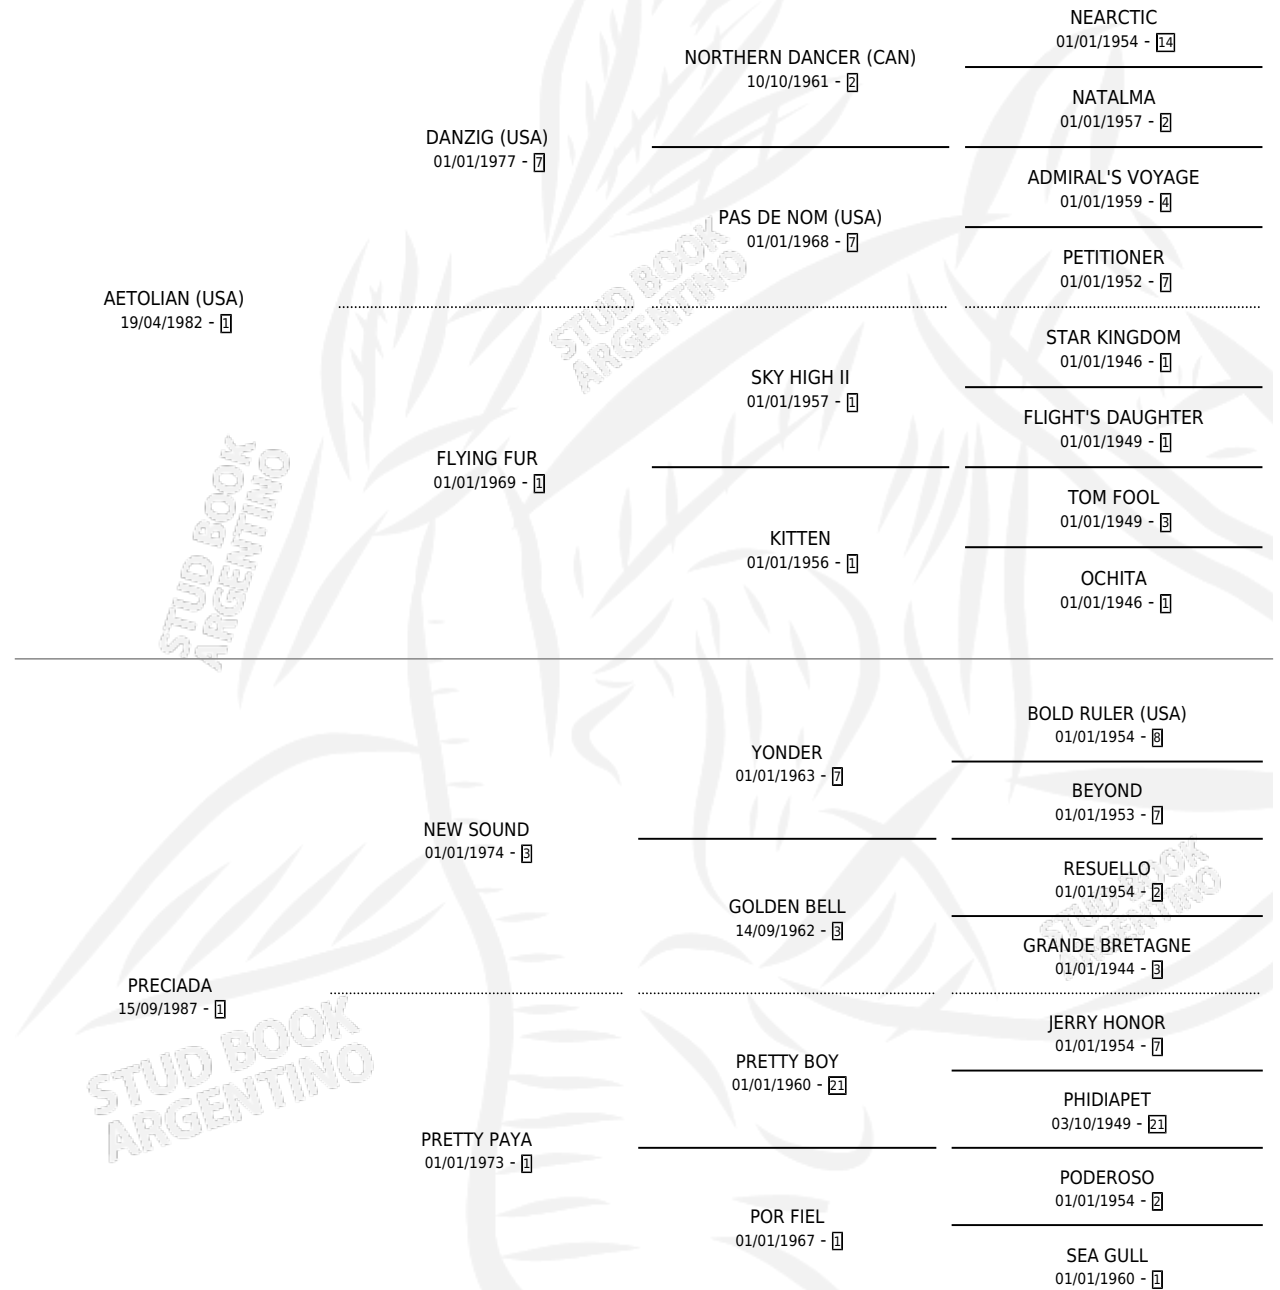 NEARCTIC
01/01/1954 - 14
NORTHERN DANCER (CAN)
10/10/1961 - 2
NATALMA
01/01/1957 - 2
DANZIG (USA)
01/01/1977 - 7
ADMIRAL'S VOYAGE
01/01/1959 - 4
PAS DE NOM (USA)
01/01/1968 - 7
PETITIONER
01/01/1952 - 7
AETOLIAN (USA)
19/04/1982 - 1
STUD BOOK
ARGENTINO
STAR KINGDOM
01/01/1946 - 1
SKY HIGH II
01/01/1957 - 1
FLIGHT'S DAUGHTER
01/01/1949 - 1
FLYING FUR
01/01/1969 - 1
TOM FOOL
01/01/1949 - 3
KITTEN
01/01/1956 - 1
OCHITA
01/01/1946 - 1
STUD BOOK
ARGENTINO
BOLD RULER (USA)
01/01/1954 - 8
YONDER
01/01/1963 - 7
BEYOND
01/01/1953 - 7
NEW SOUND
01/01/1974 - 3
RESUELLO
01/01/1954 - 2
GOLDEN BELL
14/09/1962 - 3
GRANDE BRETAGNE
01/01/1944 - 3
STUD BOOK
ARGENTINO
PRECIADA
15/09/1987 - 1
JERRY HONOR
01/01/1954 - 7
PRETTY BOY
01/01/1960 - 21
PHIDIAPET
03/10/1949 - 21
STUD BOOK
ARGENTINO
PRETTY PAYA
01/01/1973 - 1
PODEROSO
01/01/1954 - 2
POR FIEL
01/01/1967 - 1
SEA GULL
01/01/1960 - 1